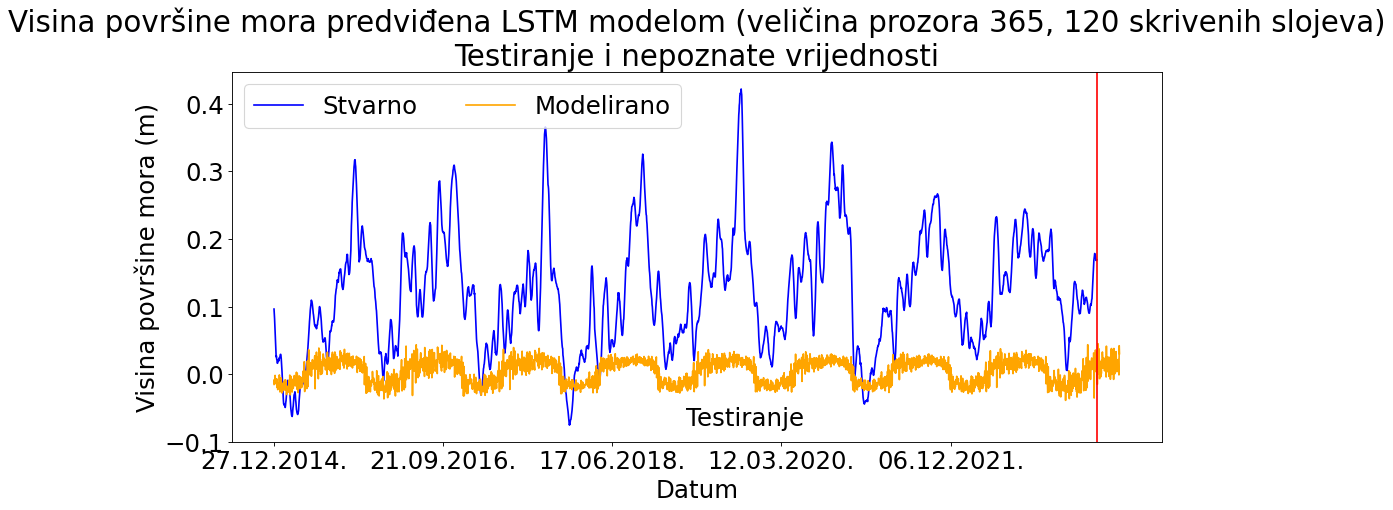 Visina površine mora predviđena LSTM modelom (veličina prozora 365, 120 skrivenih slojeva)
Testiranje i nepoznate vrijednosti
Stvarno Modelirano
Visina površine mora (m)
0.4
0.3
0.2
0.1
0.0
−0.1
Testiranje
27.12.2014. 21.09.2016. 17.06.2018. 12.03.2020. 06.12.2021.
Datum